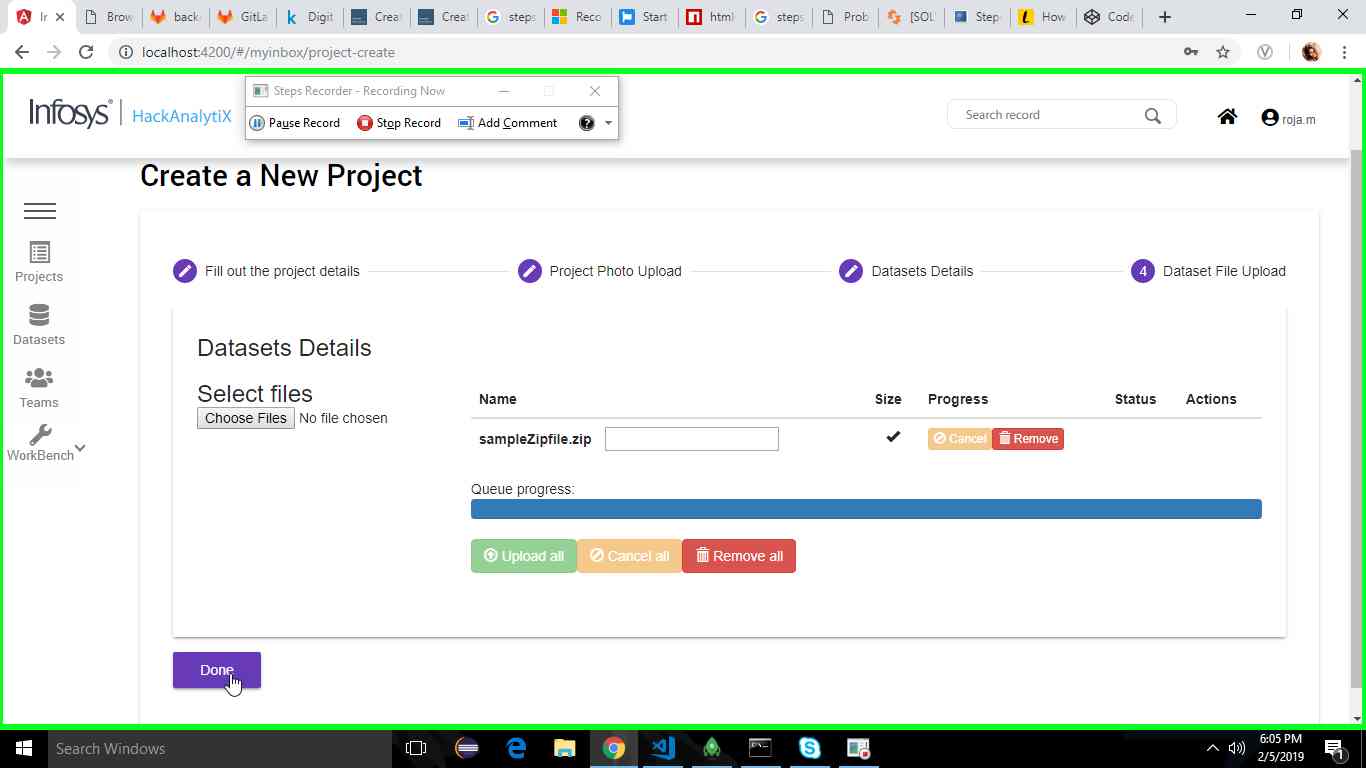 Ir
Brow
back
GitLa
Digit
Creat
Creat
steps
Reco
Start
html
steps
Prob
[SOL
Step
How
Code
localhost:4200/#/myinbox/project-create
Steps Recorder - Recording Now
Pause Record Stop Record Add Comment
Infosys | HackAnalytiX
Search record
roja.m
Create a New Project
Projects
Datasets
Teams
WorkBench
Fill out the project details
Project Photo Upload
Datasets Details
4 Dataset File Upload
Datasets Details
Select files
Choose Files No file chosen
Name Size Progress Status Actions
sampleZipfile.zip Cancel Remove
Queue progress:
Upload all Cancel all Remove all
Done
Search Windows
6:05 PM
2/5/2019
1